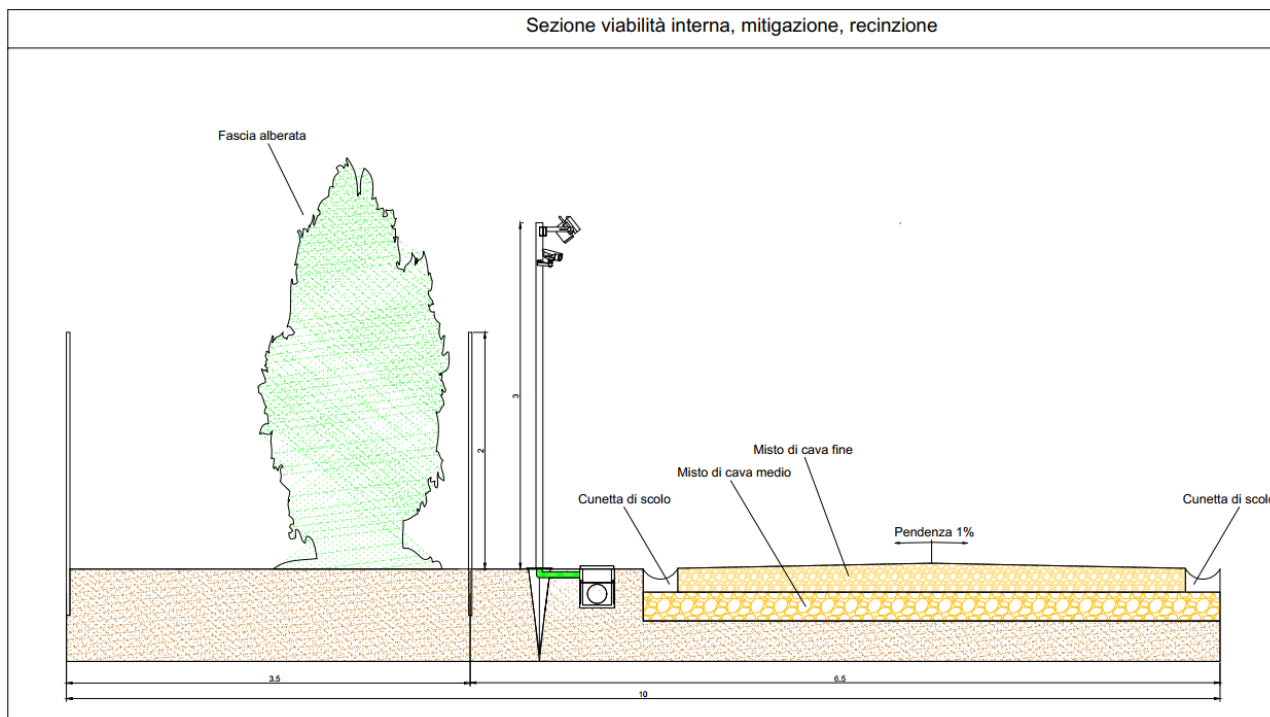 Sezione viabilità interna, mitigazione, recinzione
Fascia alberata
3
2
Misto di cava fine
Misto di cava medio
Cunetta di scolo
Cunetta di scolo
Pendenza 1%
3.5
6.5
10